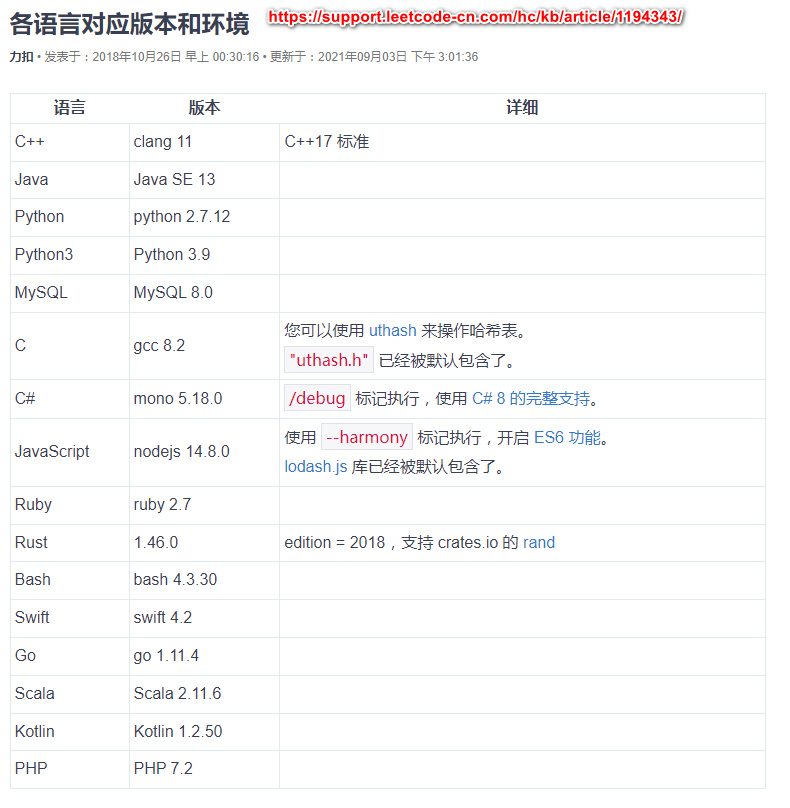 各语言对应版本和环境 https://support.leetcode-cn.com/hc/kb/article/1194343/
力扣 • 发表于：2018年10月26日 早上 00:30:16 • 更新于：2021年09月03日 下午 3:01:36
语言 版本 详细
C++ clang 11 C++17 标准
Java Java SE 13
Python python 2.7.12
Python3 Python 3.9
MySQL MySQL 8.0
C gcc 8.2 您可以使用 uthash 来操作哈希表。
"uthash.h" 已经被默认包含了。
C# mono 5.18.0 /debug 标记执行，使用 C# 8 的完整支持。
JavaScript nodejs 14.8.0 使用 --harmony 标记执行，开启 ES6 功能。
lodash.js 库已经被默认包含了。
Ruby ruby 2.7
Rust 1.46.0 edition = 2018，支持 crates.io 的 rand
Bash bash 4.3.30
Swift swift 4.2
Go go 1.11.4
Scala Scala 2.11.6
Kotlin Kotlin 1.2.50
PHP PHP 7.2